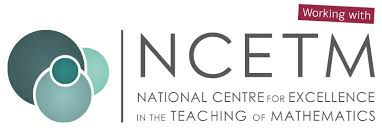 Working with
NCETM
NATIONAL CENTRE FOR EXCELLENCE
IN THE TEACHING OF MATHEMATICS